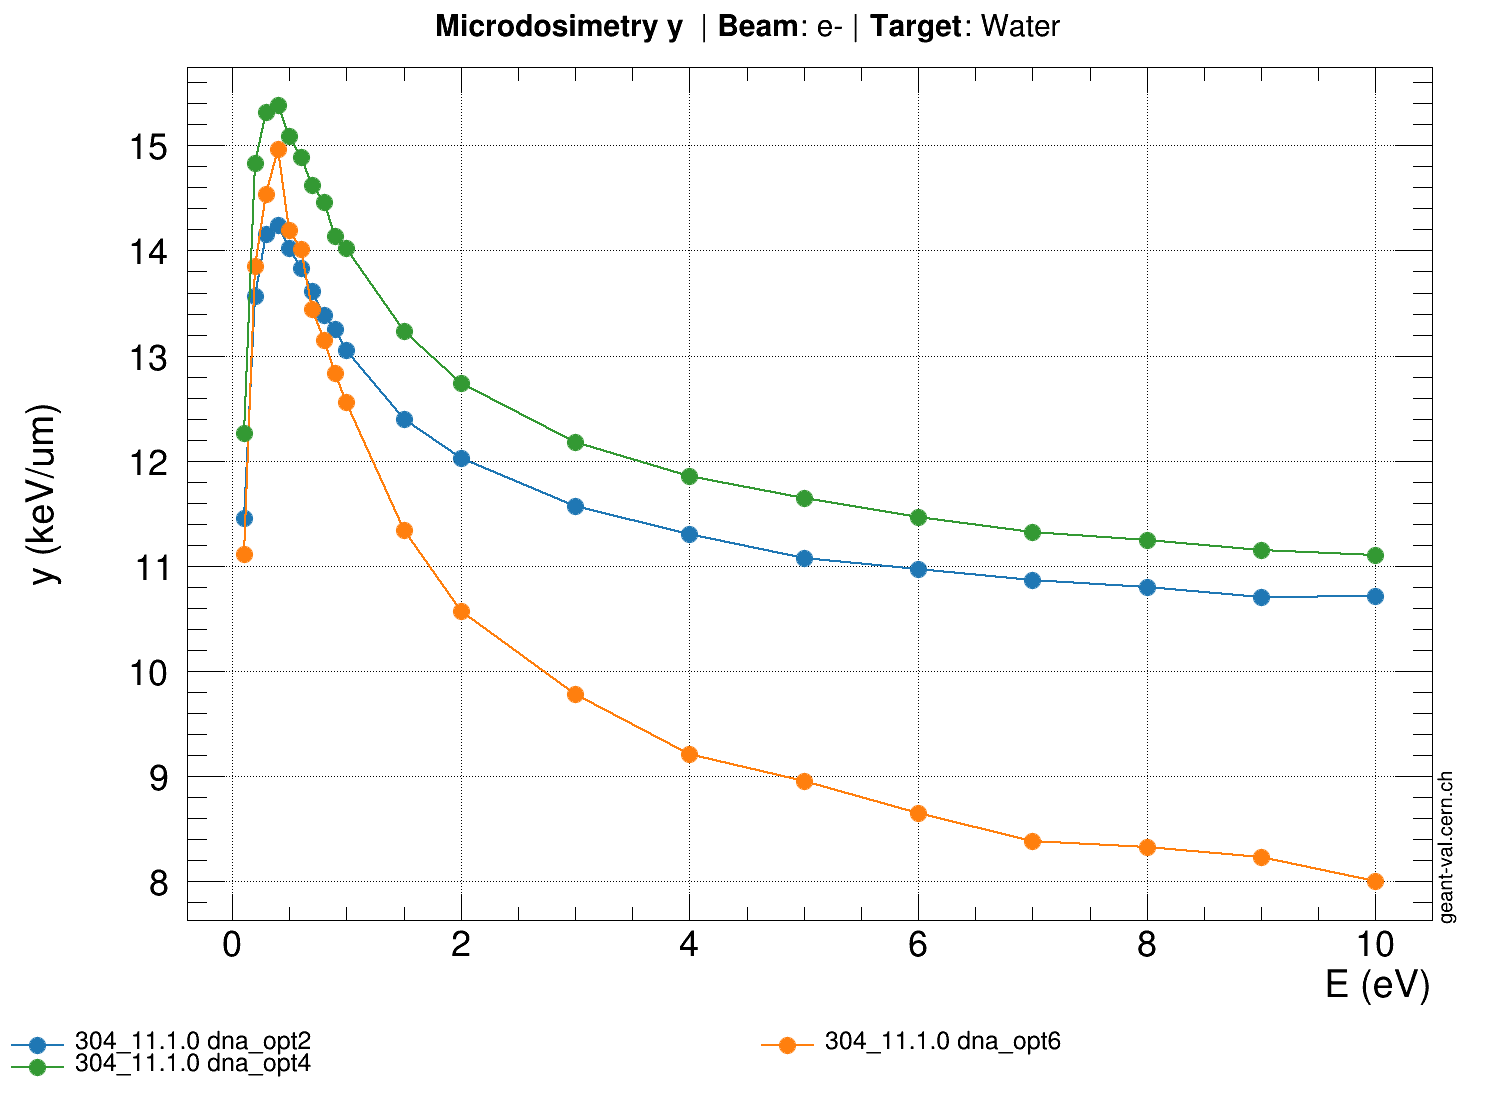 Microdosimetry y | Beam: e- | Target: Water
15
14
13
12
11
10
9
8
y (keV/um)
0 2 4 6 8 10
E (eV)
geant-val.cern.ch
304_11.1.0 dna_opt2
304_11.1.0 dna_opt4
304_11.1.0 dna_opt6